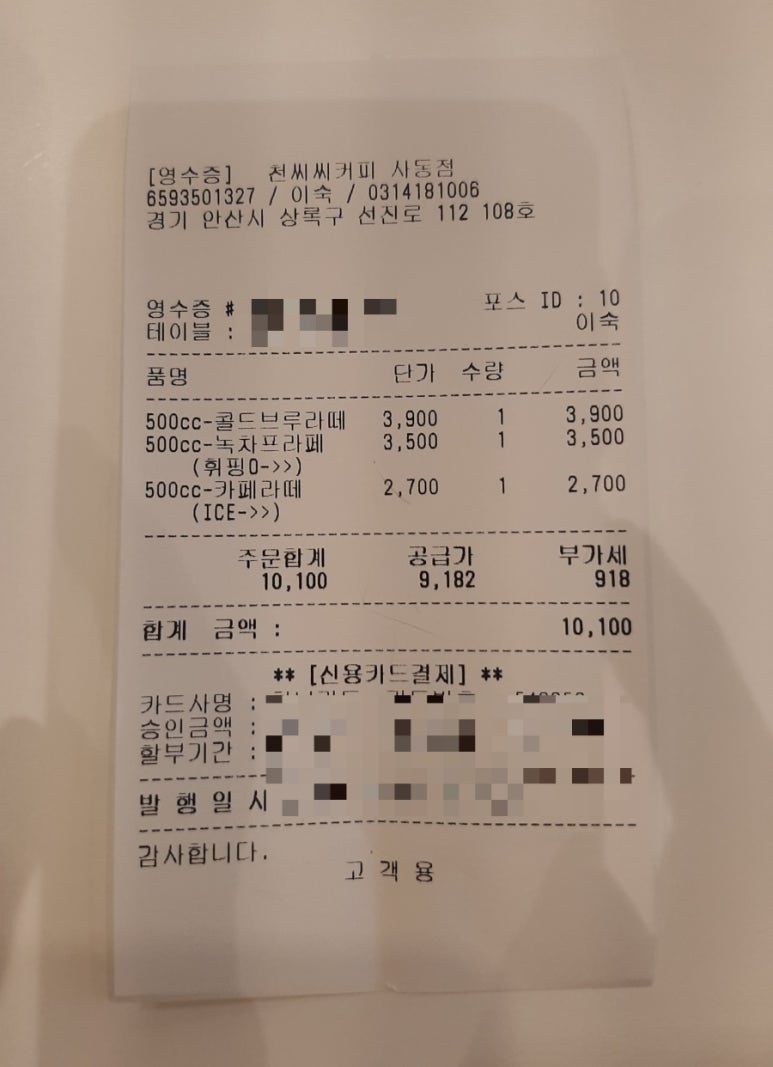 [영수증] 천씨씨커피 사동점
6593501327 / 이숙 / 0314181006
경기 안산시 상록구 선진로 112 108호
영수증 # 포스 ID : 10
테이블 : 이숙
품명 단가 수량 금액
500cc-콜드브루라떼 3,900 1 3,900
500cc-녹차프라페 3,500 1 3,500
(휘핑O->>)
500cc-카페라떼 2,700 1 2,700
(ICE->>)
주문합계 공급가 부가세
10,100 9,182 918
합계 금액 : 10,100
** [신용카드결제] **
카드사명 :
승인금액 :
할부기간 :
발 행 일 시
감사합니다.
고 객 용